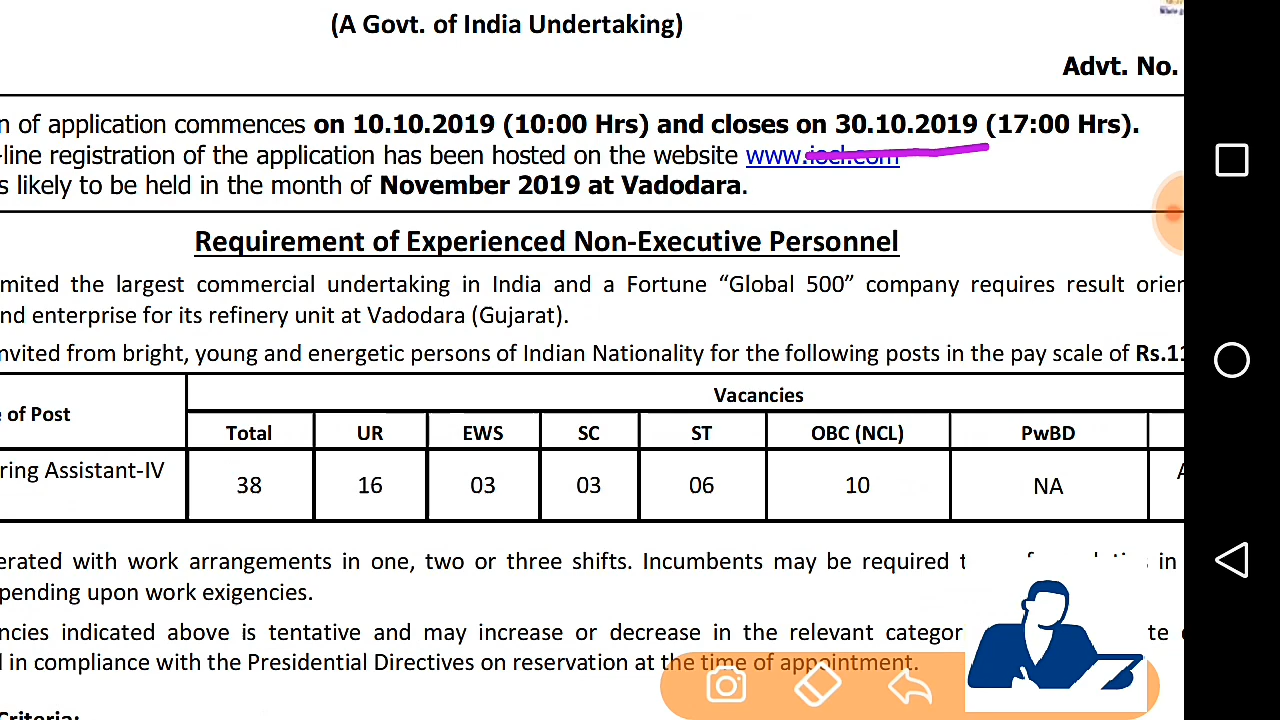 (A Govt. of India Undertaking)
Advt. No.
n of application commences on 10.10.2019 (10:00 Hrs) and closes on 30.10.2019 (17:00 Hrs).
-line registration of the application has been hosted on the website www.iocl.com
s likely to be held in the month of November 2019 at Vadodara.
Requirement of Experienced Non-Executive Personnel
mited the largest commercial undertaking in India and a Fortune “Global 500” company requires result orien
nd enterprise for its refinery unit at Vadodara (Gujarat).
nvited from bright, young and energetic persons of Indian Nationality for the following posts in the pay scale of Rs.11
e of Post
Vacancies
Total UR EWS SC ST OBC (NCL) PwBD
ring Assistant-IV 38 16 03 03 06 10 NA
erated with work arrangements in one, two or three shifts. Incumbents may be required in
pending upon work exigencies.
ncies indicated above is tentative and may increase or decrease in the relevant categor
d in compliance with the Presidential Directives on reservation at the time of appointment.
Criteria: